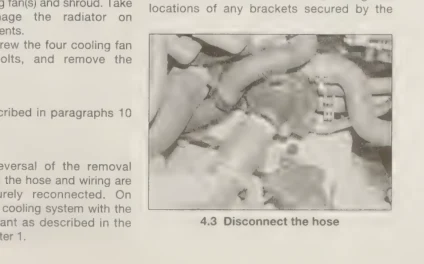 g fan(s) and shroud. Take
mage the radiator on
ents.
rew the four cooling fan
olts, and remove the
cribed in paragraphs 10
eversal of the removal
the hose and wiring are
urely reconnected. On
cooling system with the
ant as described in the
ter 1.
locations of any brackets secured by the
4.3 Disconnect the hose